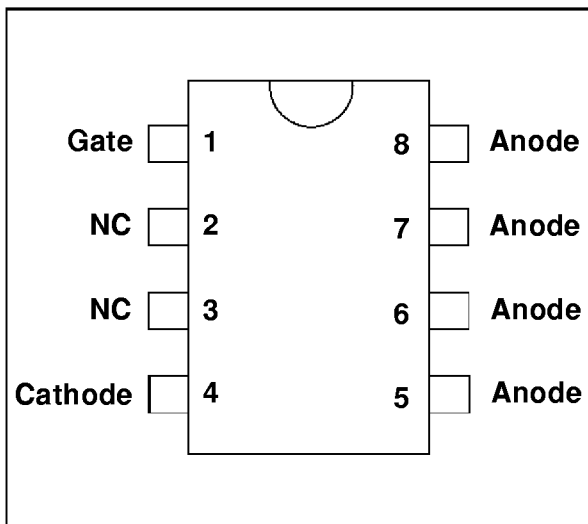 Gate 1 8 Anode
NC 2 7 Anode
NC 3 6 Anode
Cathode 4 5 Anode